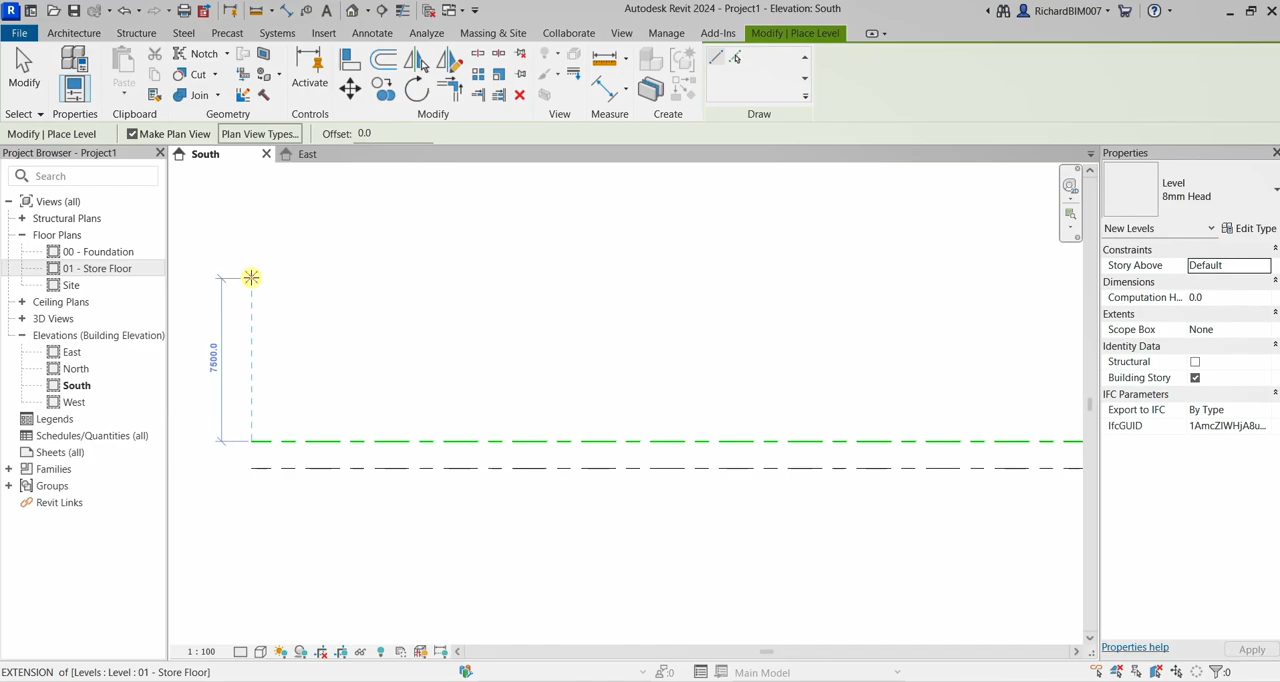 R
Autodesk Revit 2024 - Project1 - Elevation: South
RichardBIM007
File
Architecture
Structure
Steel
Precast
Systems
Insert
Annotate
Analyze
Massing & Site
Collaborate
View
Manage
Add-Ins
Modify | Place Level
Modify
Paste
Notch
Cut
Join
Activate
Select
Properties
Clipboard
Geometry
Controls
Modify
View
Measure
Create
Draw
Modify | Place Level
Make Plan View
Plan View Types...
Offset: 0.0
Project Browser - Project1
Search
Views (all)
Structural Plans
Floor Plans
00 - Foundation
01 - Store Floor
Site
Ceiling Plans
3D Views
Elevations (Building Elevation)
East
North
South
West
Legends
Schedules/Quantities (all)
Sheets (all)
Families
Groups
Revit Links
South
East
7500.0
1 : 100
Properties
Level
8mm Head
New Levels
Edit Type
Constraints
Story Above Default
Dimensions
Computation H... 0.0
Extents
Scope Box None
Identity Data
Structural
Building Story
IFC Parameters
Export to IFC By Type
IfcGUID 1AmcZIWHjA8u...
Properties help
Apply
EXTENSION of [Levels : Level : 01 - Store Floor]
:0
Main Model
:0